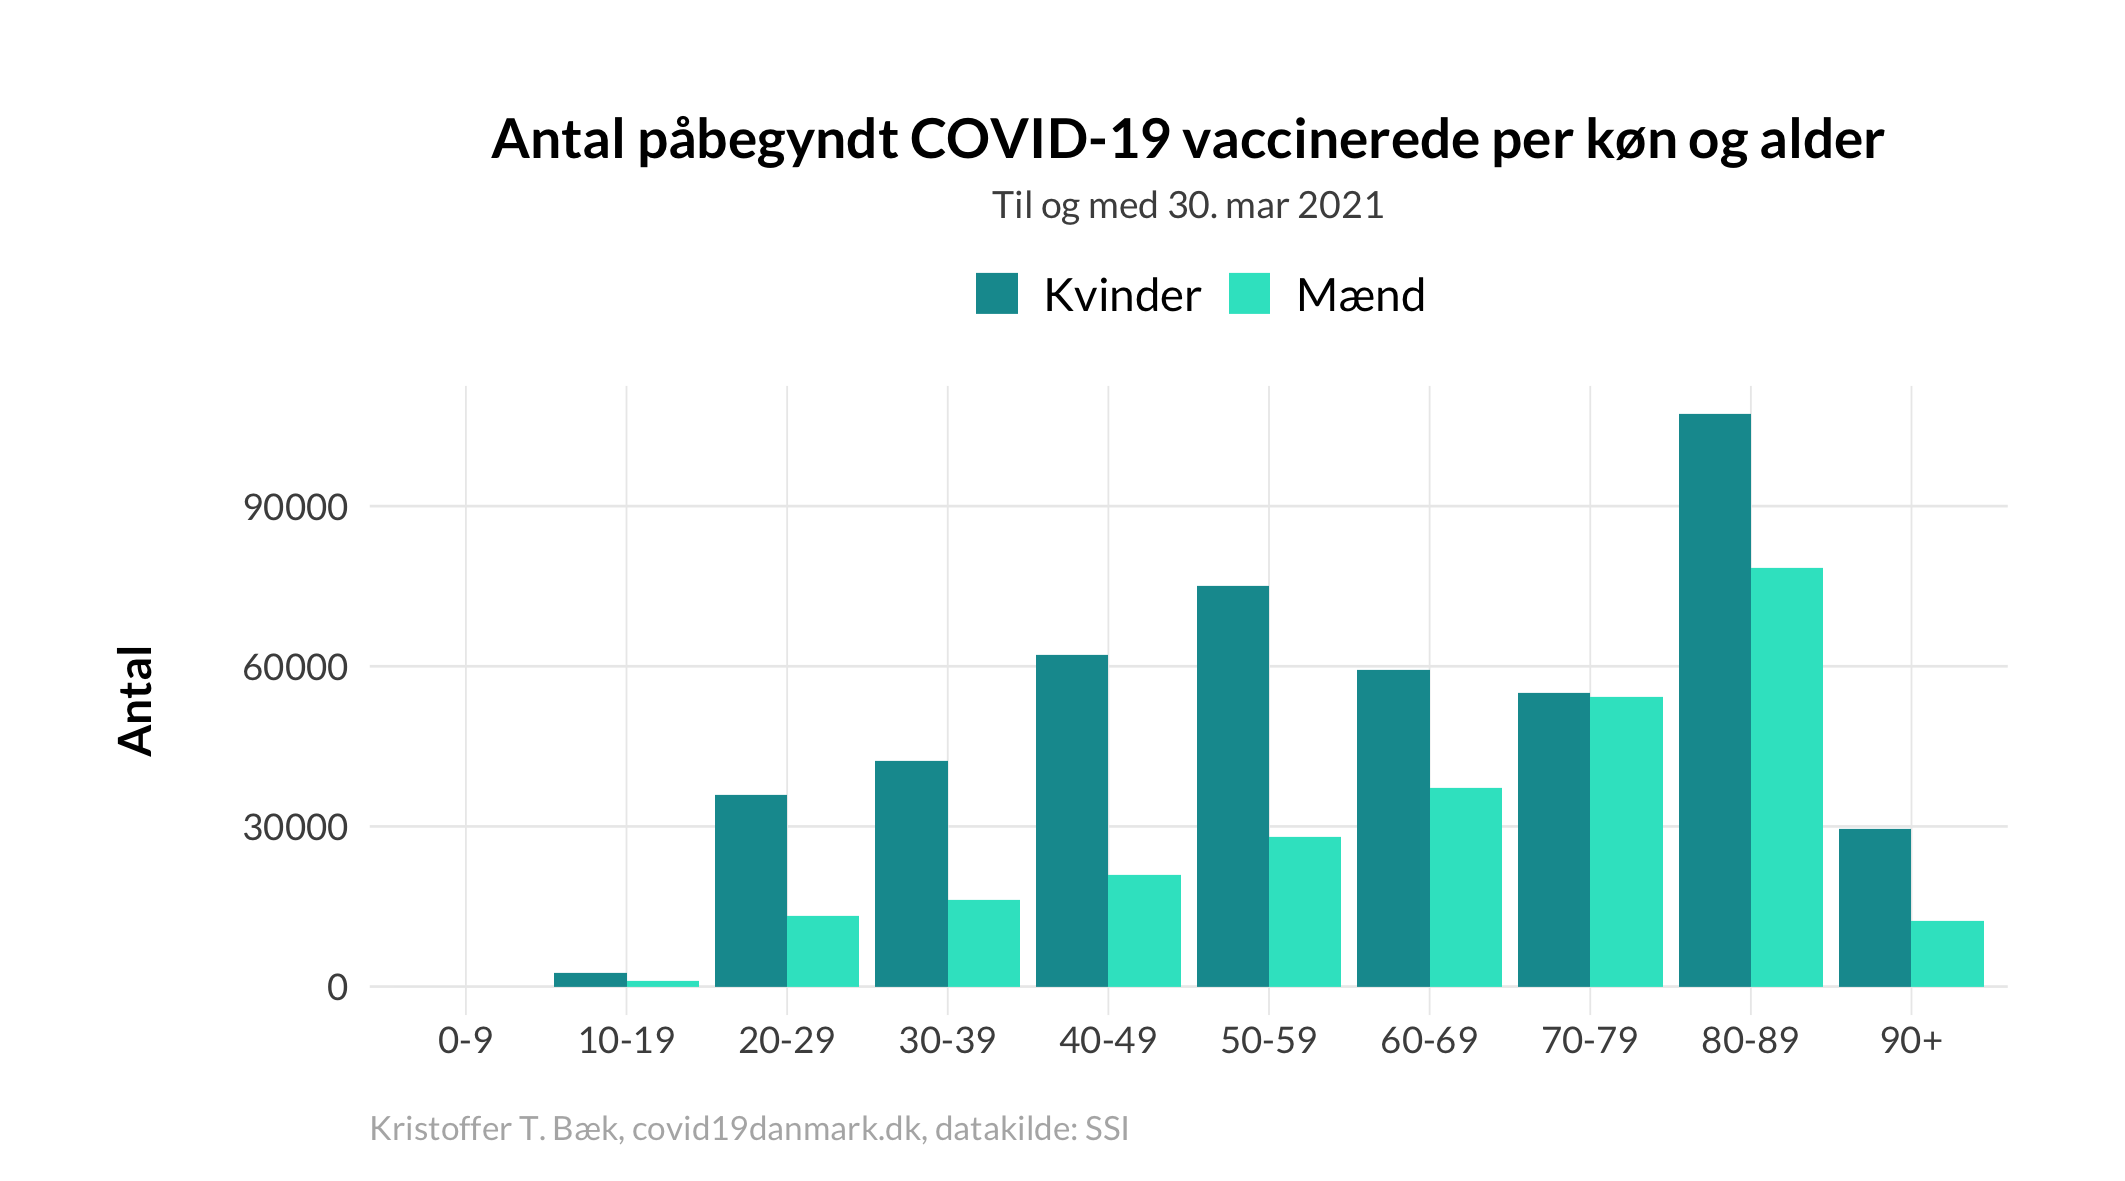 Antal påbegyndt COVID-19 vaccinerede per køn og alder
Til og med 30. mar 2021
Kvinder Mænd
Antal
90000
60000
30000
0
0-9 10-19 20-29 30-39 40-49 50-59 60-69 70-79 80-89 90+
Kristoffer T. Bæk, covid19danmark.dk, datakilde: SSI